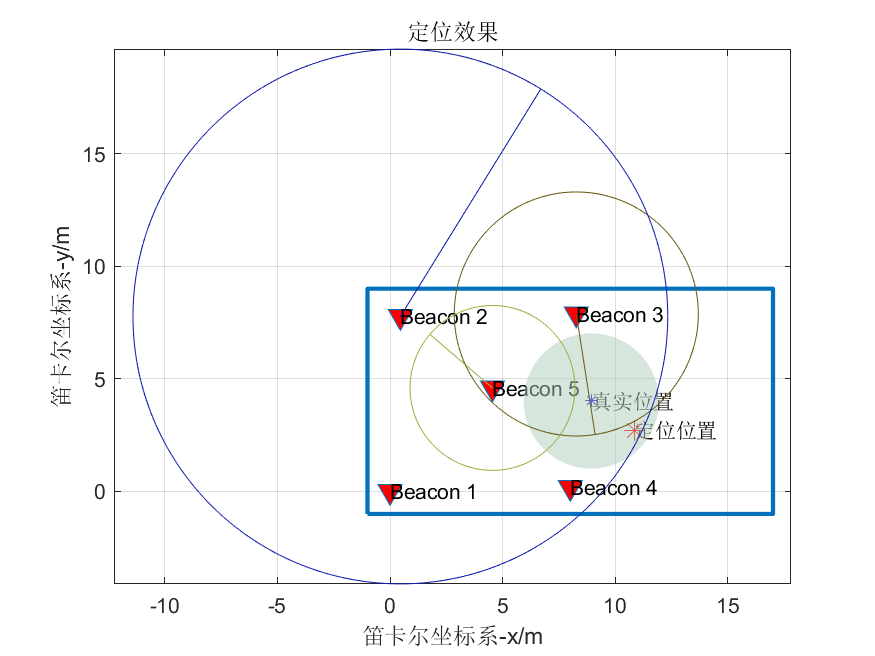 定位效果
笛卡尔坐标系-y/m
15
10
5
0
Beacon 2
Beacon 3
Beacon 5
真实位置
定位位置
Beacon 1
Beacon 4
-10
-5
0
5
10
15
笛卡尔坐标系-x/m